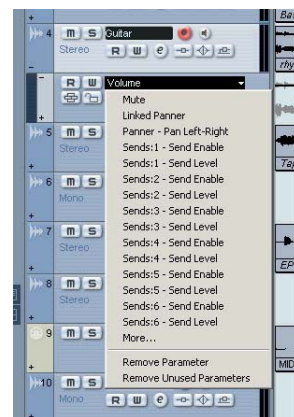 Ba
4 m S Guitar
Stereo R W e
rhy
R W Volume
Mute
Linked Panner
Panner - Pan Left-Right
Sends:1 - Send Enable
Sends:1 - Send Level
Sends:2 - Send Enable
Sends:2 - Send Level
Sends:3 - Send Enable
Sends:3 - Send Level
Sends:4 - Send Enable
Sends:4 - Send Level
Sends:5 - Send Enable
Sends:5 - Send Level
Sends:6 - Send Enable
Sends:6 - Send Level
More...
Remove Parameter
Remove Unused Parameters
5 m S
Stereo
Ta
6 m S
Mono
7 m S
Stereo
EP
8 m S
Stereo
9 m S
MID
10 m S
Mono R W e